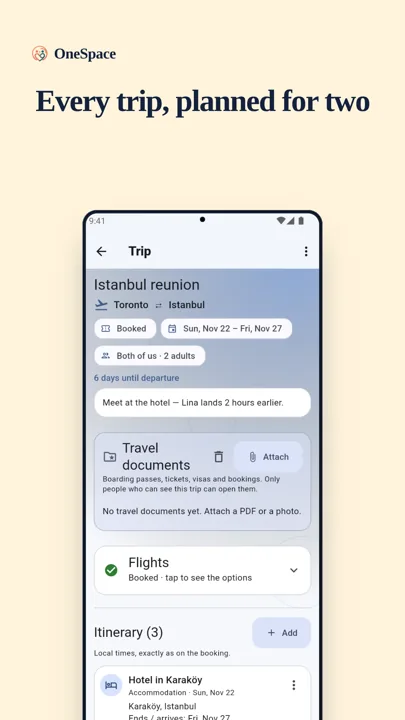 OneSpace
Every trip, planned for two
9:41
Trip
Istanbul reunion
Toronto ⇄ Istanbul
Booked
Sun, Nov 22 – Fri, Nov 27
Both of us · 2 adults
6 days until departure
Meet at the hotel — Lina lands 2 hours earlier.
Travel
documents
Attach
Boarding passes, tickets, visas and bookings. Only
people who can see this trip can open them.
No travel documents yet. Attach a PDF or a photo.
Flights
Booked · tap to see the options
Itinerary (3)
+ Add
Local times, exactly as on the booking.
Hotel in Karaköy
Accommodation · Sun, Nov 22
Karaköy, Istanbul
Ends / arrives: Fri, Nov 27